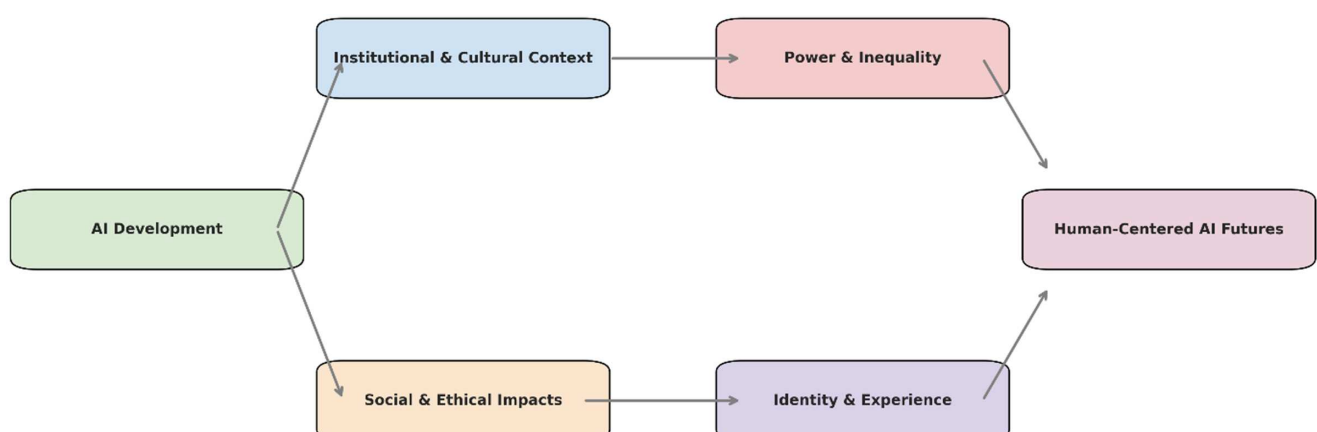 Institutional & Cultural Context
Power & Inequality
AI Development
Human-Centered AI Futures
Social & Ethical Impacts
Identity & Experience